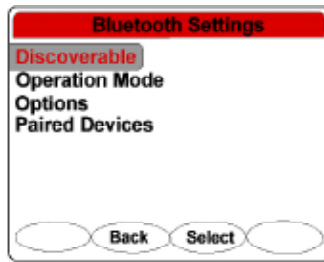 Bluetooth Settings
Discoverable
Operation Mode
Options
Paired Devices
Back Select